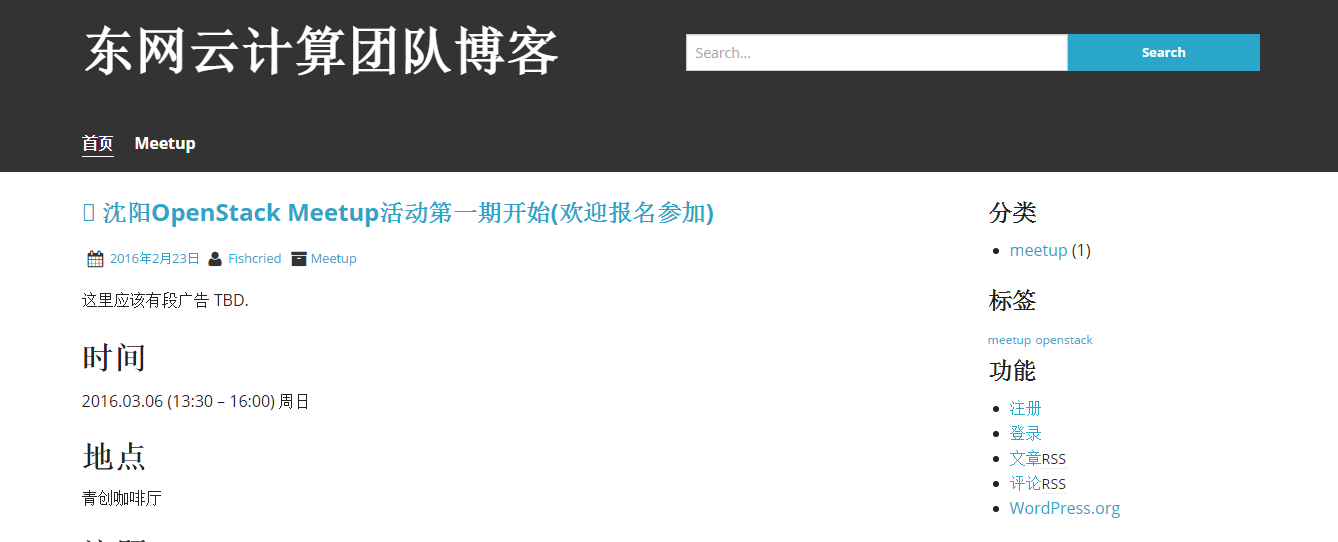 东网云计算团队博客
Search...
Search
首页 Meetup
沈阳OpenStack Meetup活动第一期开始(欢迎报名参加)
2016年2月23日 Fishcried Meetup
这里应该有段广告 TBD.
时间
2016.03.06 (13:30 – 16:00) 周日
地点
青创咖啡厅
分类
meetup (1)
标签
meetup openstack
功能
注册
登录
文章RSS
评论RSS
WordPress.org